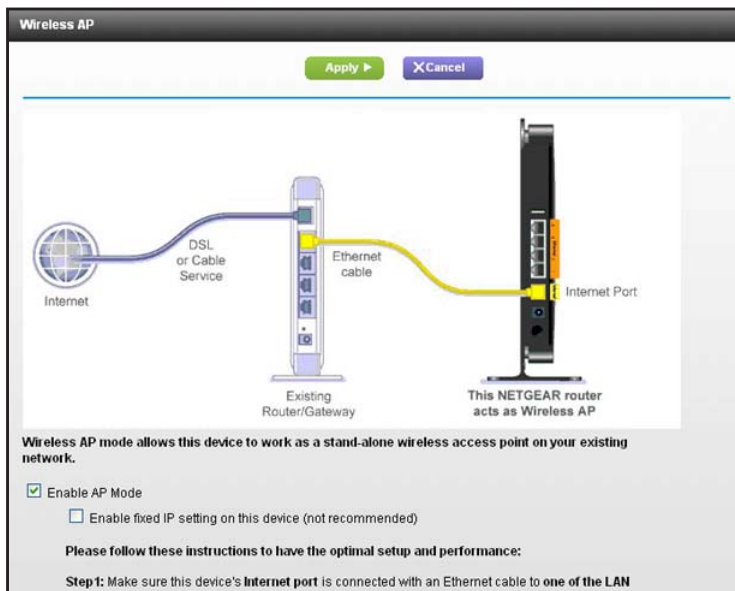 Wireless AP
Apply
Cancel
DSL
or Cable
Service
Ethernet
cable
Internet
Internet Port
Existing
Router/Gateway
This NETGEAR router
acts as Wireless AP
Wireless AP mode allows this device to work as a stand-alone wireless access point on your existing
network.
Enable AP Mode
Enable fixed IP setting on this device (not recommended)
Please follow these instructions to have the optimal setup and performance:
Step1: Make sure this device's Internet port is connected with an Ethernet cable to one of the LAN